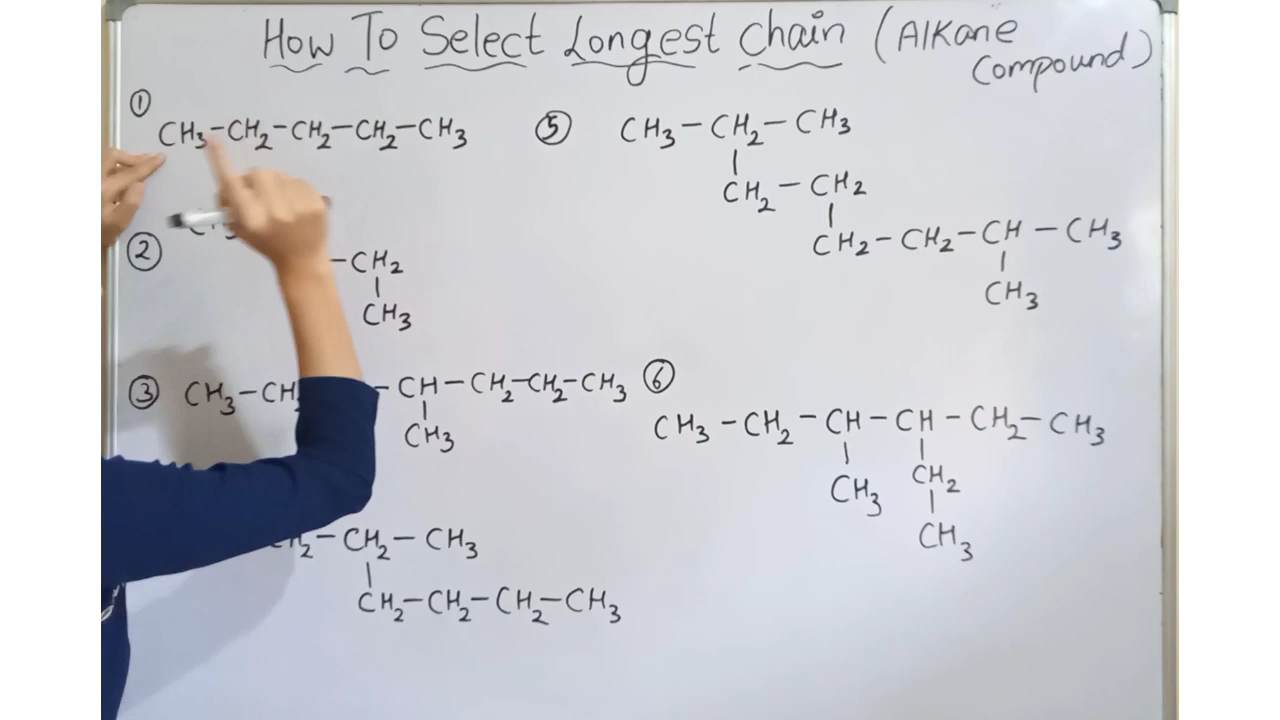 How To Select Longest Chain (Alkane
Compound)
①
CH3-CH2-CH2-CH2-CH3
②
-CH2
|
CH3
③ CH3-CH2 -CH-CH2-CH2-CH3
|
CH3
CH2-CH2-CH3
|
CH2-CH2-CH2-CH3
⑤ CH3-CH2-CH3
|
CH2-CH2
|
CH2-CH2-CH-CH3
|
CH3
⑥
CH3-CH2-CH-CH-CH2-CH3
| |
CH3 CH2
|
CH3